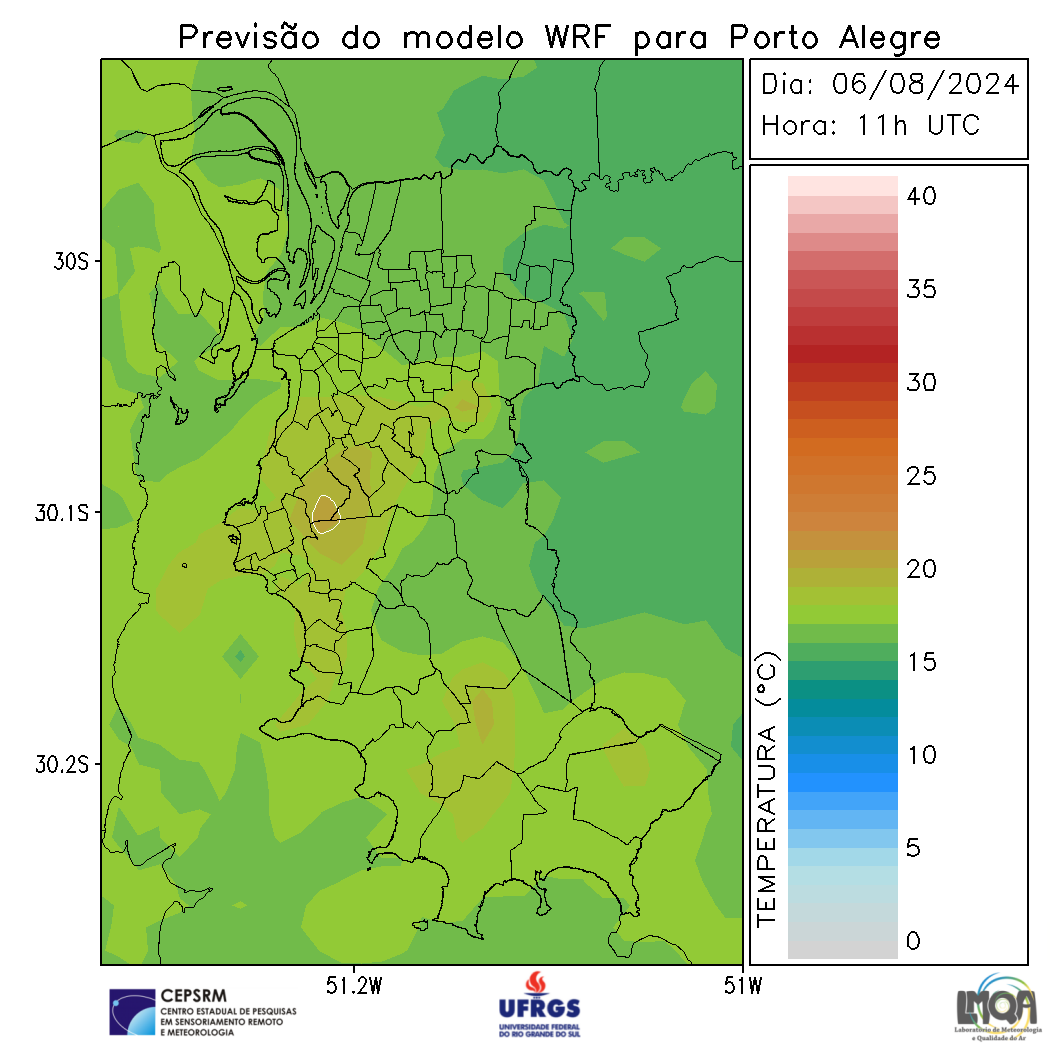 Previsão do modelo WRF para Porto Alegre
Dia: 06/08/2024
Hora: 11h UTC
30S
30.1S
30.2S
51.2W
51W
TEMPERATURA (°C)
40
35
30
25
20
15
10
5
0
CEPSRM
CENTRO ESTADUAL DE PESQUISAS
EM SENSORIAMENTO REMOTO
E METEOROLOGIA
UFRGS
UNIVERSIDADE FEDERAL
DO RIO GRANDE DO SUL
LMQA
Laboratório de Meteorologia
e Qualidade do Ar